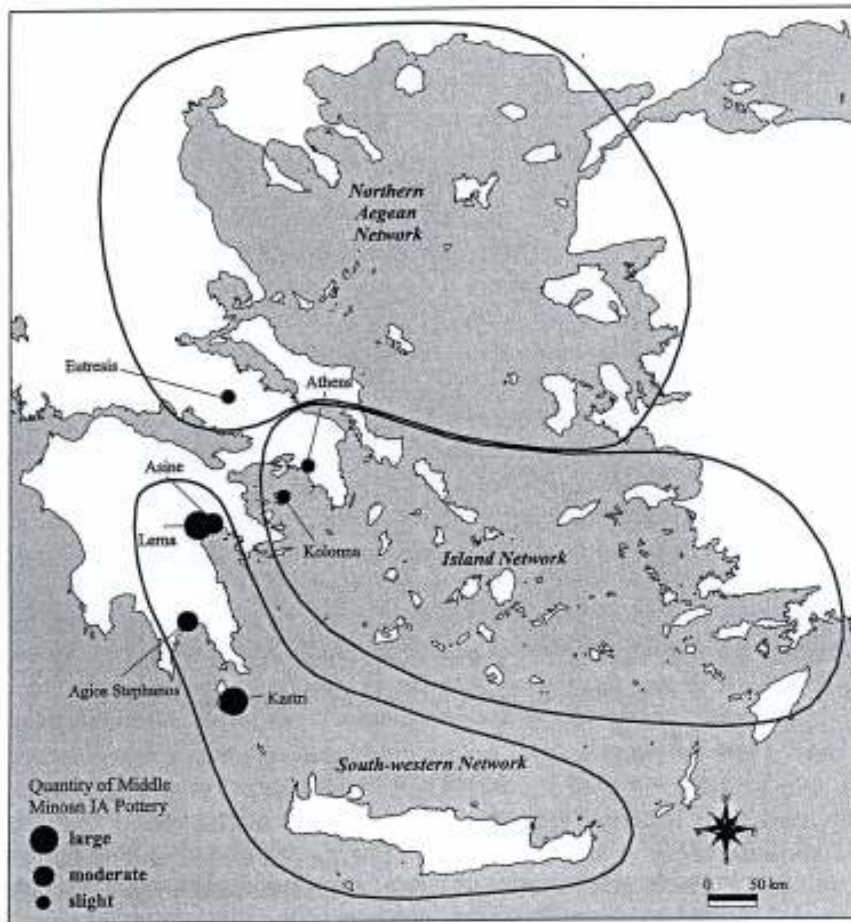 Northern
Aegean
Network
Eutresis
Athens
Asine
Lerna
Kolonna
Island Network
Agios Stephanos
Kastri
South-western Network
Quantity of Middle
Minoan IA Pottery
large
moderate
slight
0 50 km